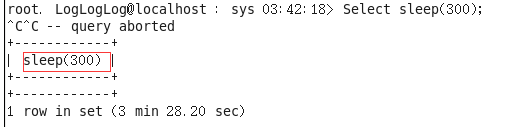 root. LogLogLog@localhost : sys 03:42:18> Select sleep(300);
^C^C -- query aborted
+------------+
| sleep(300) |
+------------+
+------------+
1 row in set (3 min 28.20 sec)